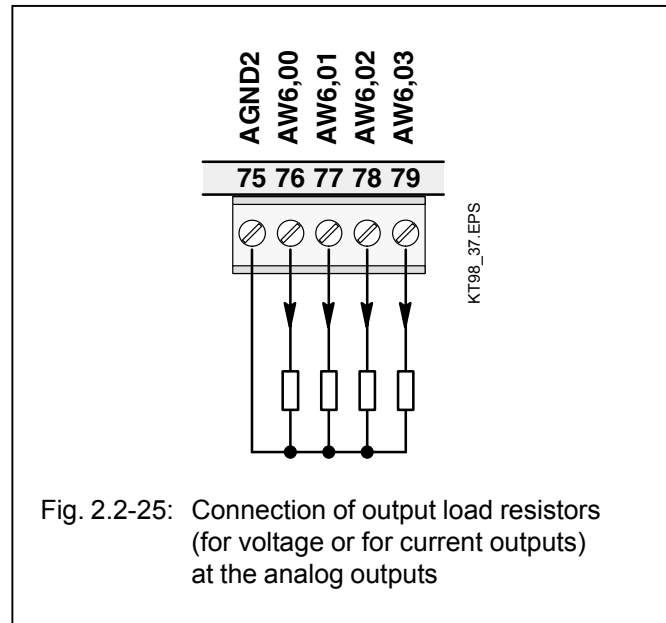 AGND2 AW6,00 AW6,01 AW6,02 AW6,03
75 76 77 78 79
KT98_37.EPS
Fig. 2.2-25: Connection of output load resistors
(for voltage or for current outputs)
at the analog outputs